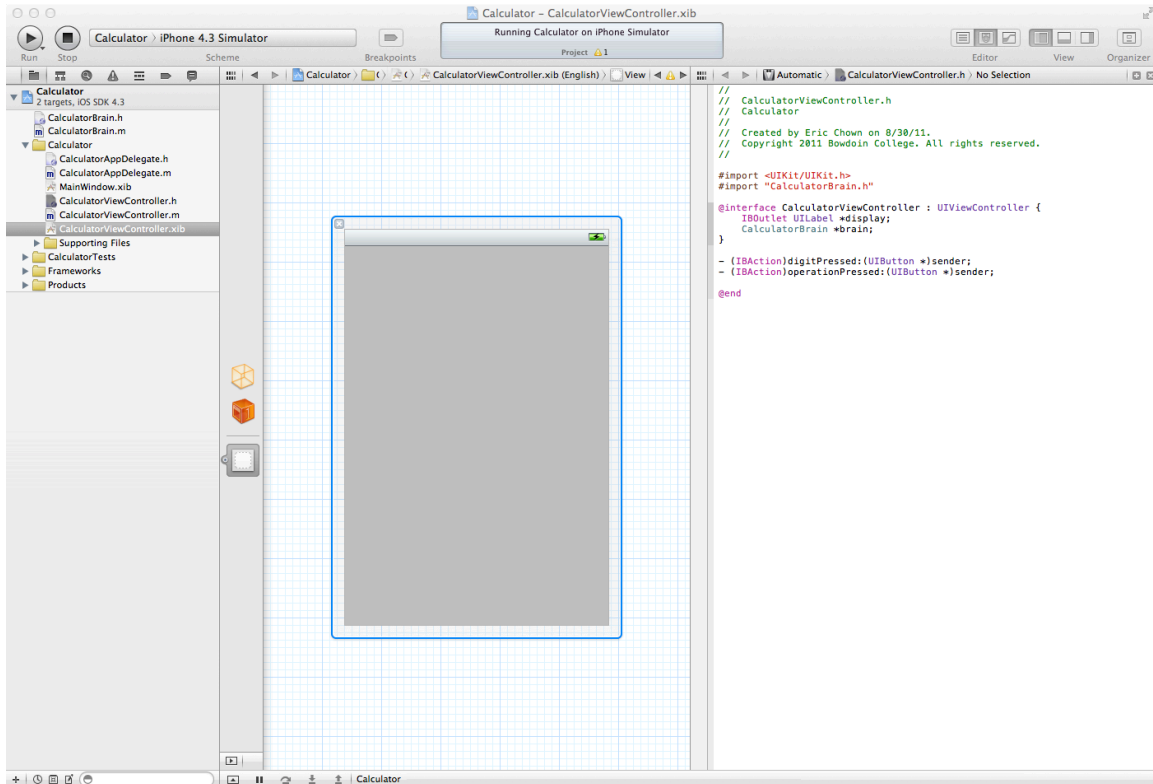 Calculator – CalculatorViewController.xib
Calculator 〉 iPhone 4.3 Simulator
Running Calculator on iPhone Simulator
Project 1
Run Stop Scheme Breakpoints Editor View Organizer
Calculator 〉 CalculatorViewController.xib (English) 〉 View
Automatic 〉 CalculatorViewController.h 〉 No Selection
Calculator
2 targets, iOS SDK 4.3
CalculatorBrain.h
CalculatorBrain.m
Calculator
CalculatorAppDelegate.h
CalculatorAppDelegate.m
MainWindow.xib
CalculatorViewController.h
CalculatorViewController.m
CalculatorViewController.xib
Supporting Files
CalculatorTests
Frameworks
Products
//
//  CalculatorViewController.h
//  Calculator
//
//  Created by Eric Chown on 8/30/11.
//  Copyright 2011 Bowdoin College. All rights reserved.
//
#import <UIKit/UIKit.h>
#import "CalculatorBrain.h"
@interface CalculatorViewController : UIViewController {
    IBOutlet UILabel *display;
    CalculatorBrain *brain;
}
- (IBAction)digitPressed:(UIButton *)sender;
- (IBAction)operationPressed:(UIButton *)sender;
@end
Calculator